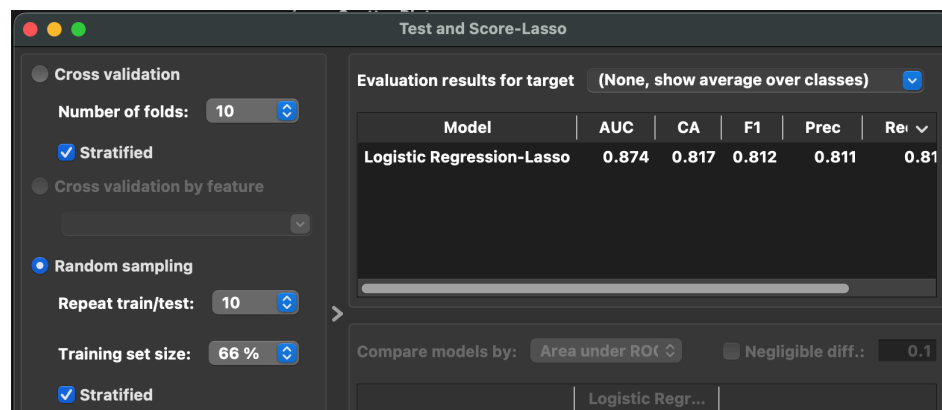 Test and Score-Lasso
Cross validation
Number of folds: 10
Stratified
Cross validation by feature
Random sampling
Repeat train/test: 10
Training set size: 66 %
Stratified
Evaluation results for target (None, show average over classes)
Model AUC CA F1 Prec
Logistic Regression-Lasso 0.874 0.817 0.812 0.811 0.81
Compare models by: Area under RO Negligible diff.: 0.1
Logistic Regr...